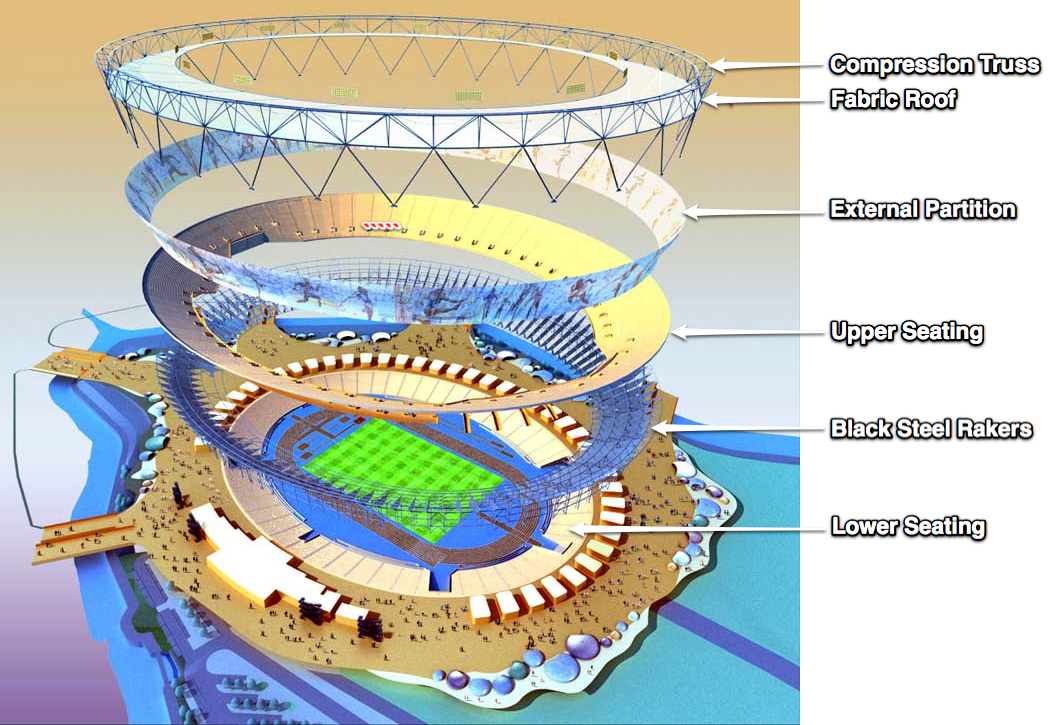 Compression Truss
Fabric Roof
External Partition
Upper Seating
Black Steel Rakers
Lower Seating